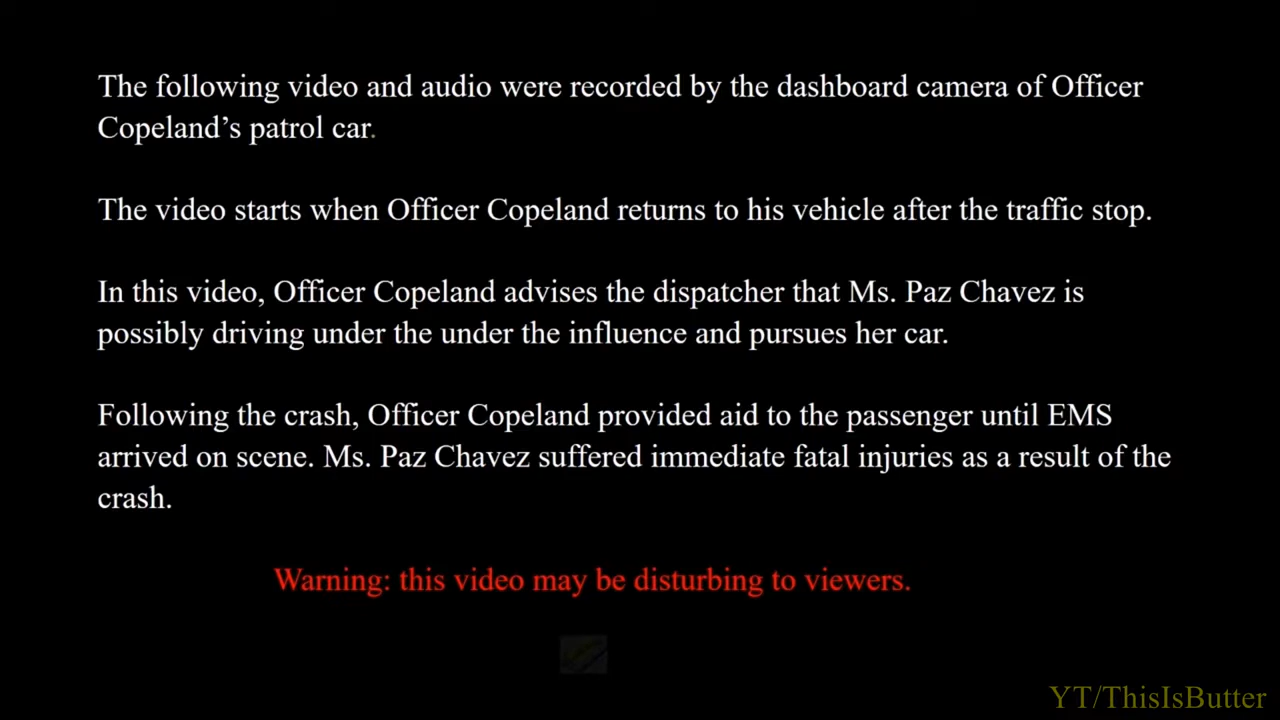 The following video and audio were recorded by the dashboard camera of Officer
Copeland’s patrol car.
The video starts when Officer Copeland returns to his vehicle after the traffic stop.
In this video, Officer Copeland advises the dispatcher that Ms. Paz Chavez is
possibly driving under the under the influence and pursues her car.
Following the crash, Officer Copeland provided aid to the passenger until EMS
arrived on scene. Ms. Paz Chavez suffered immediate fatal injuries as a result of the
crash.
Warning: this video may be disturbing to viewers.
YT/ThisIsButter